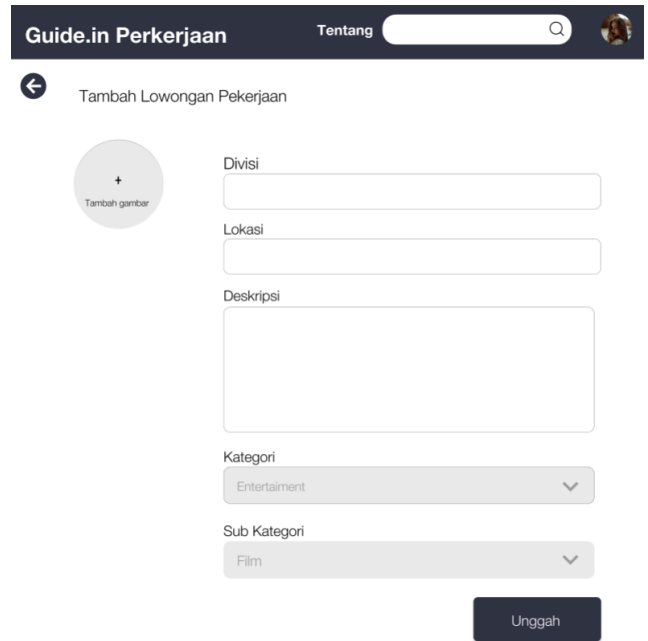 Guide.in Perkerjaan
Tentang
Tambah Lowongan Pekerjaan
+
Tambah gambar
Divisi
Lokasi
Deskripsi
Kategori
Entertaiment
Sub Kategori
Film
Unggah